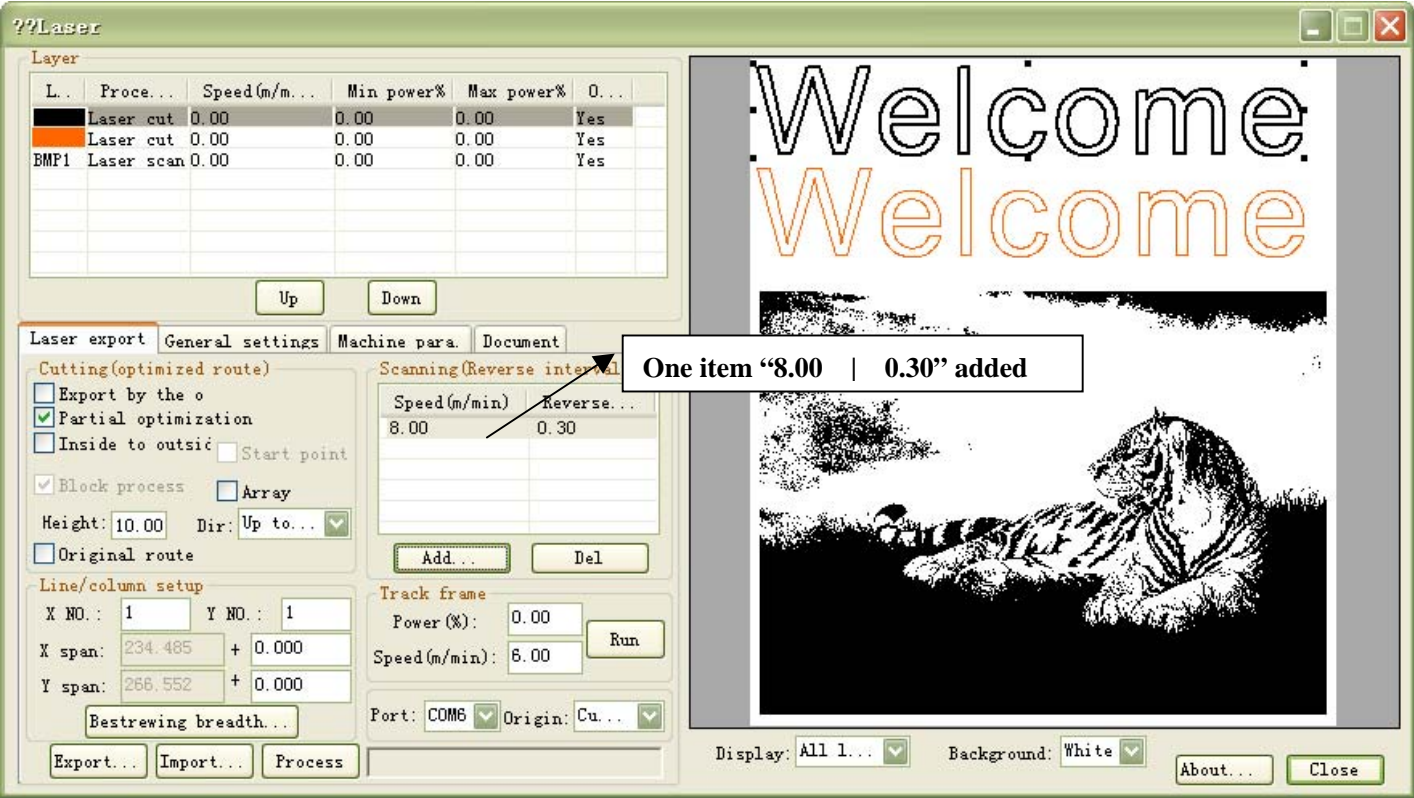 ??Laser
Layer
L.. Proce... Speed(m/m... Min power% Max power% O...
Laser cut 0.00 0.00 0.00 Yes
Laser cut 0.00 0.00 0.00 Yes
BMP1 Laser scan 0.00 0.00 0.00 Yes
Up Down
Laser export General settings Machine para. Document
Cutting(optimized route)
Export by the o
Partial optimization
Inside to outsid Start point
Block process Array
Height: 10.00 Dir: Up to...
Original route
Scanning(Reverse interval
Speed(m/min) Reverse...
8.00 0.30
Add... Del
One item “8.00 | 0.30” added
Line/column setup
X NO.: 1 Y NO.: 1
X span: 234.485 + 0.000
Y span: 266.552 + 0.000
Bestrewing breadth...
Track frame
Power(%): 0.00
Speed(m/min): 6.00
Run
Port: COM6 Origin: Cu...
Export... Import... Process
Welcome
Welcome
Display: All l... Background: White
About... Close